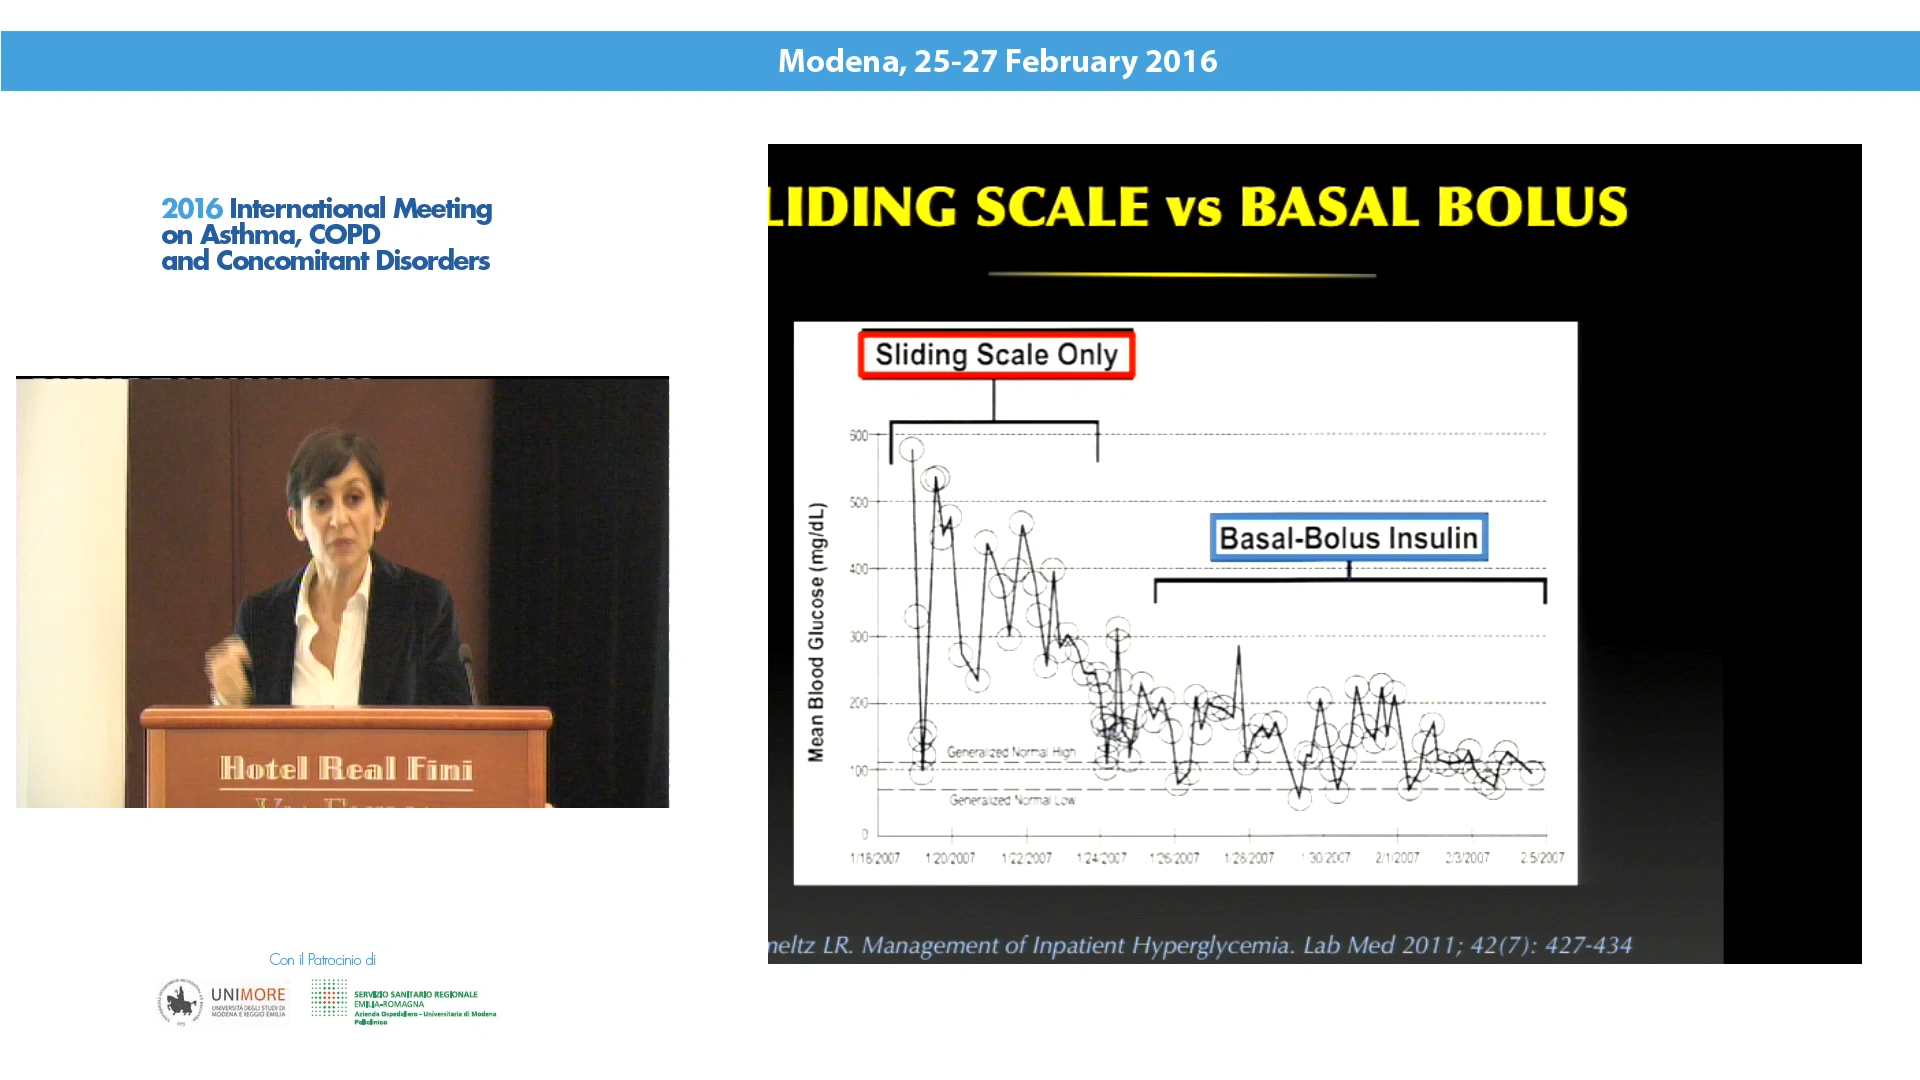 Modena, 25-27 February 2016
2016 International Meeting
on Asthma, COPD
and Concomitant Disorders
LIDING SCALE vs BASAL BOLUS
Sliding Scale Only
Basal-Bolus Insulin
Mean Blood Glucose (mg/dL)
600
500
400
300
200
100
0
Generalized Normal High
Generalized Normal Low
1/18/2007 1/20/2007 1/22/2007 1/24/2007 1/26/2007 1/28/2007 1/30/2007 2/1/2007 2/3/2007 2/5/2007
neltz LR. Management of Inpatient Hyperglycemia. Lab Med 2011; 42(7): 427-434
Hotel Real Fini
Con il Patrocinio di
UNIMORE
UNIVERSITÀ DEGLI STUDI DI
MODENA E REGGIO EMILIA
SERVIZIO SANITARIO REGIONALE
EMILIA-ROMAGNA
Azienda Ospedaliero - Universitaria di Modena
Policlinico